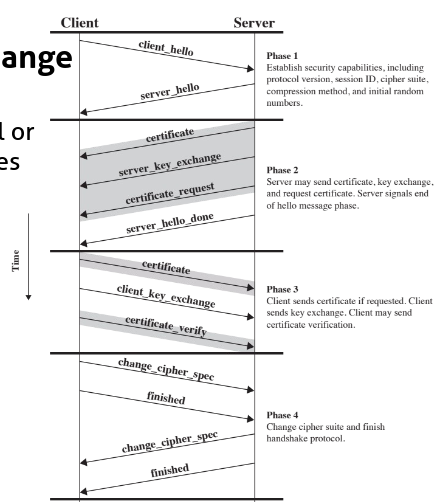 Client
Server
ange
l or
es
Time
client_hello
server_hello
Phase 1
Establish security capabilities, including
protocol version, session ID, cipher suite,
compression method, and initial random
numbers.
certificate
server_key_exchange
certificate_request
server_hello_done
Phase 2
Server may send certificate, key exchange,
and request certificate. Server signals end
of hello message phase.
certificate
client_key_exchange
certificate_verify
Phase 3
Client sends certificate if requested. Client
sends key exchange. Client may send
certificate verification.
change_cipher_spec
finished
change_cipher_spec
finished
Phase 4
Change cipher suite and finish
handshake protocol.